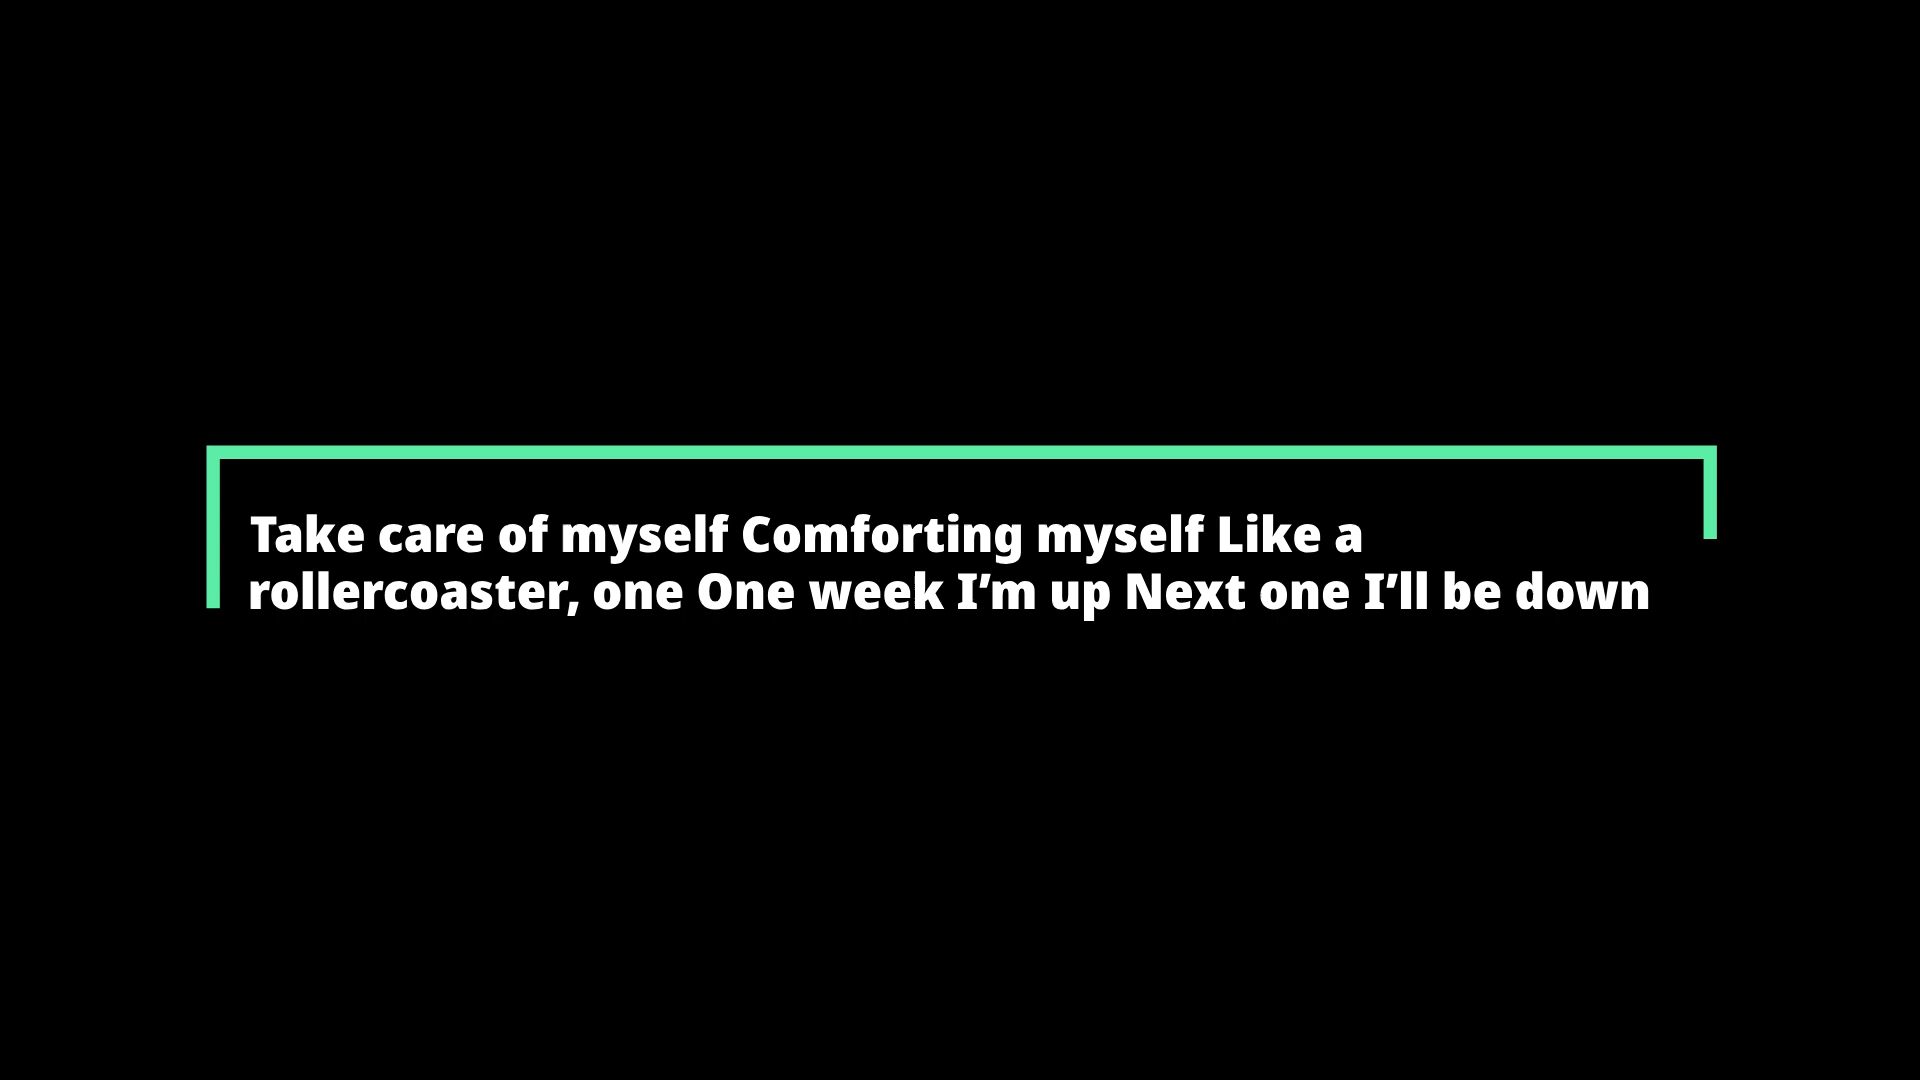 Take care of myself Comforting myself Like a
rollercoaster, one One week I’m up Next one I’ll be down